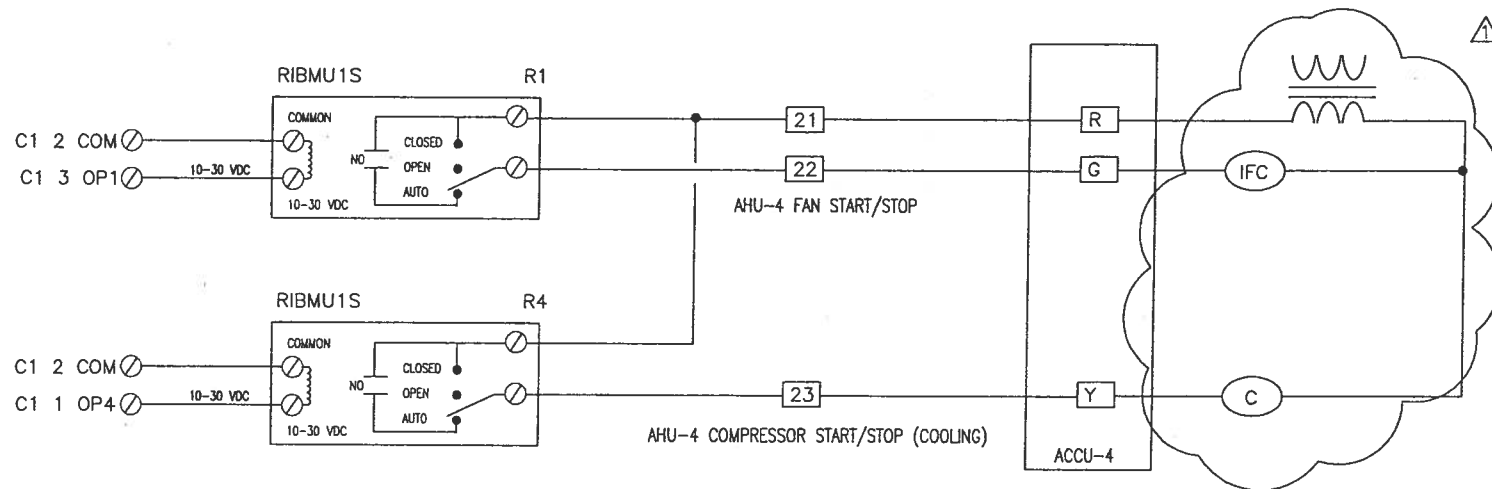 1
RIBMU1S R1
COMMON
C1 2 COM
NO
CLOSED
21
R
OPEN
C1 3 OP1
10-30 VDC
22
G
IFC
AUTO
10-30 VDC
AHU-4 FAN START/STOP
RIBMU1S R4
COMMON
C1 2 COM
NO
CLOSED
OPEN
C1 1 OP4
10-30 VDC
23
Y
C
AUTO
10-30 VDC
AHU-4 COMPRESSOR START/STOP (COOLING)
ACCU-4